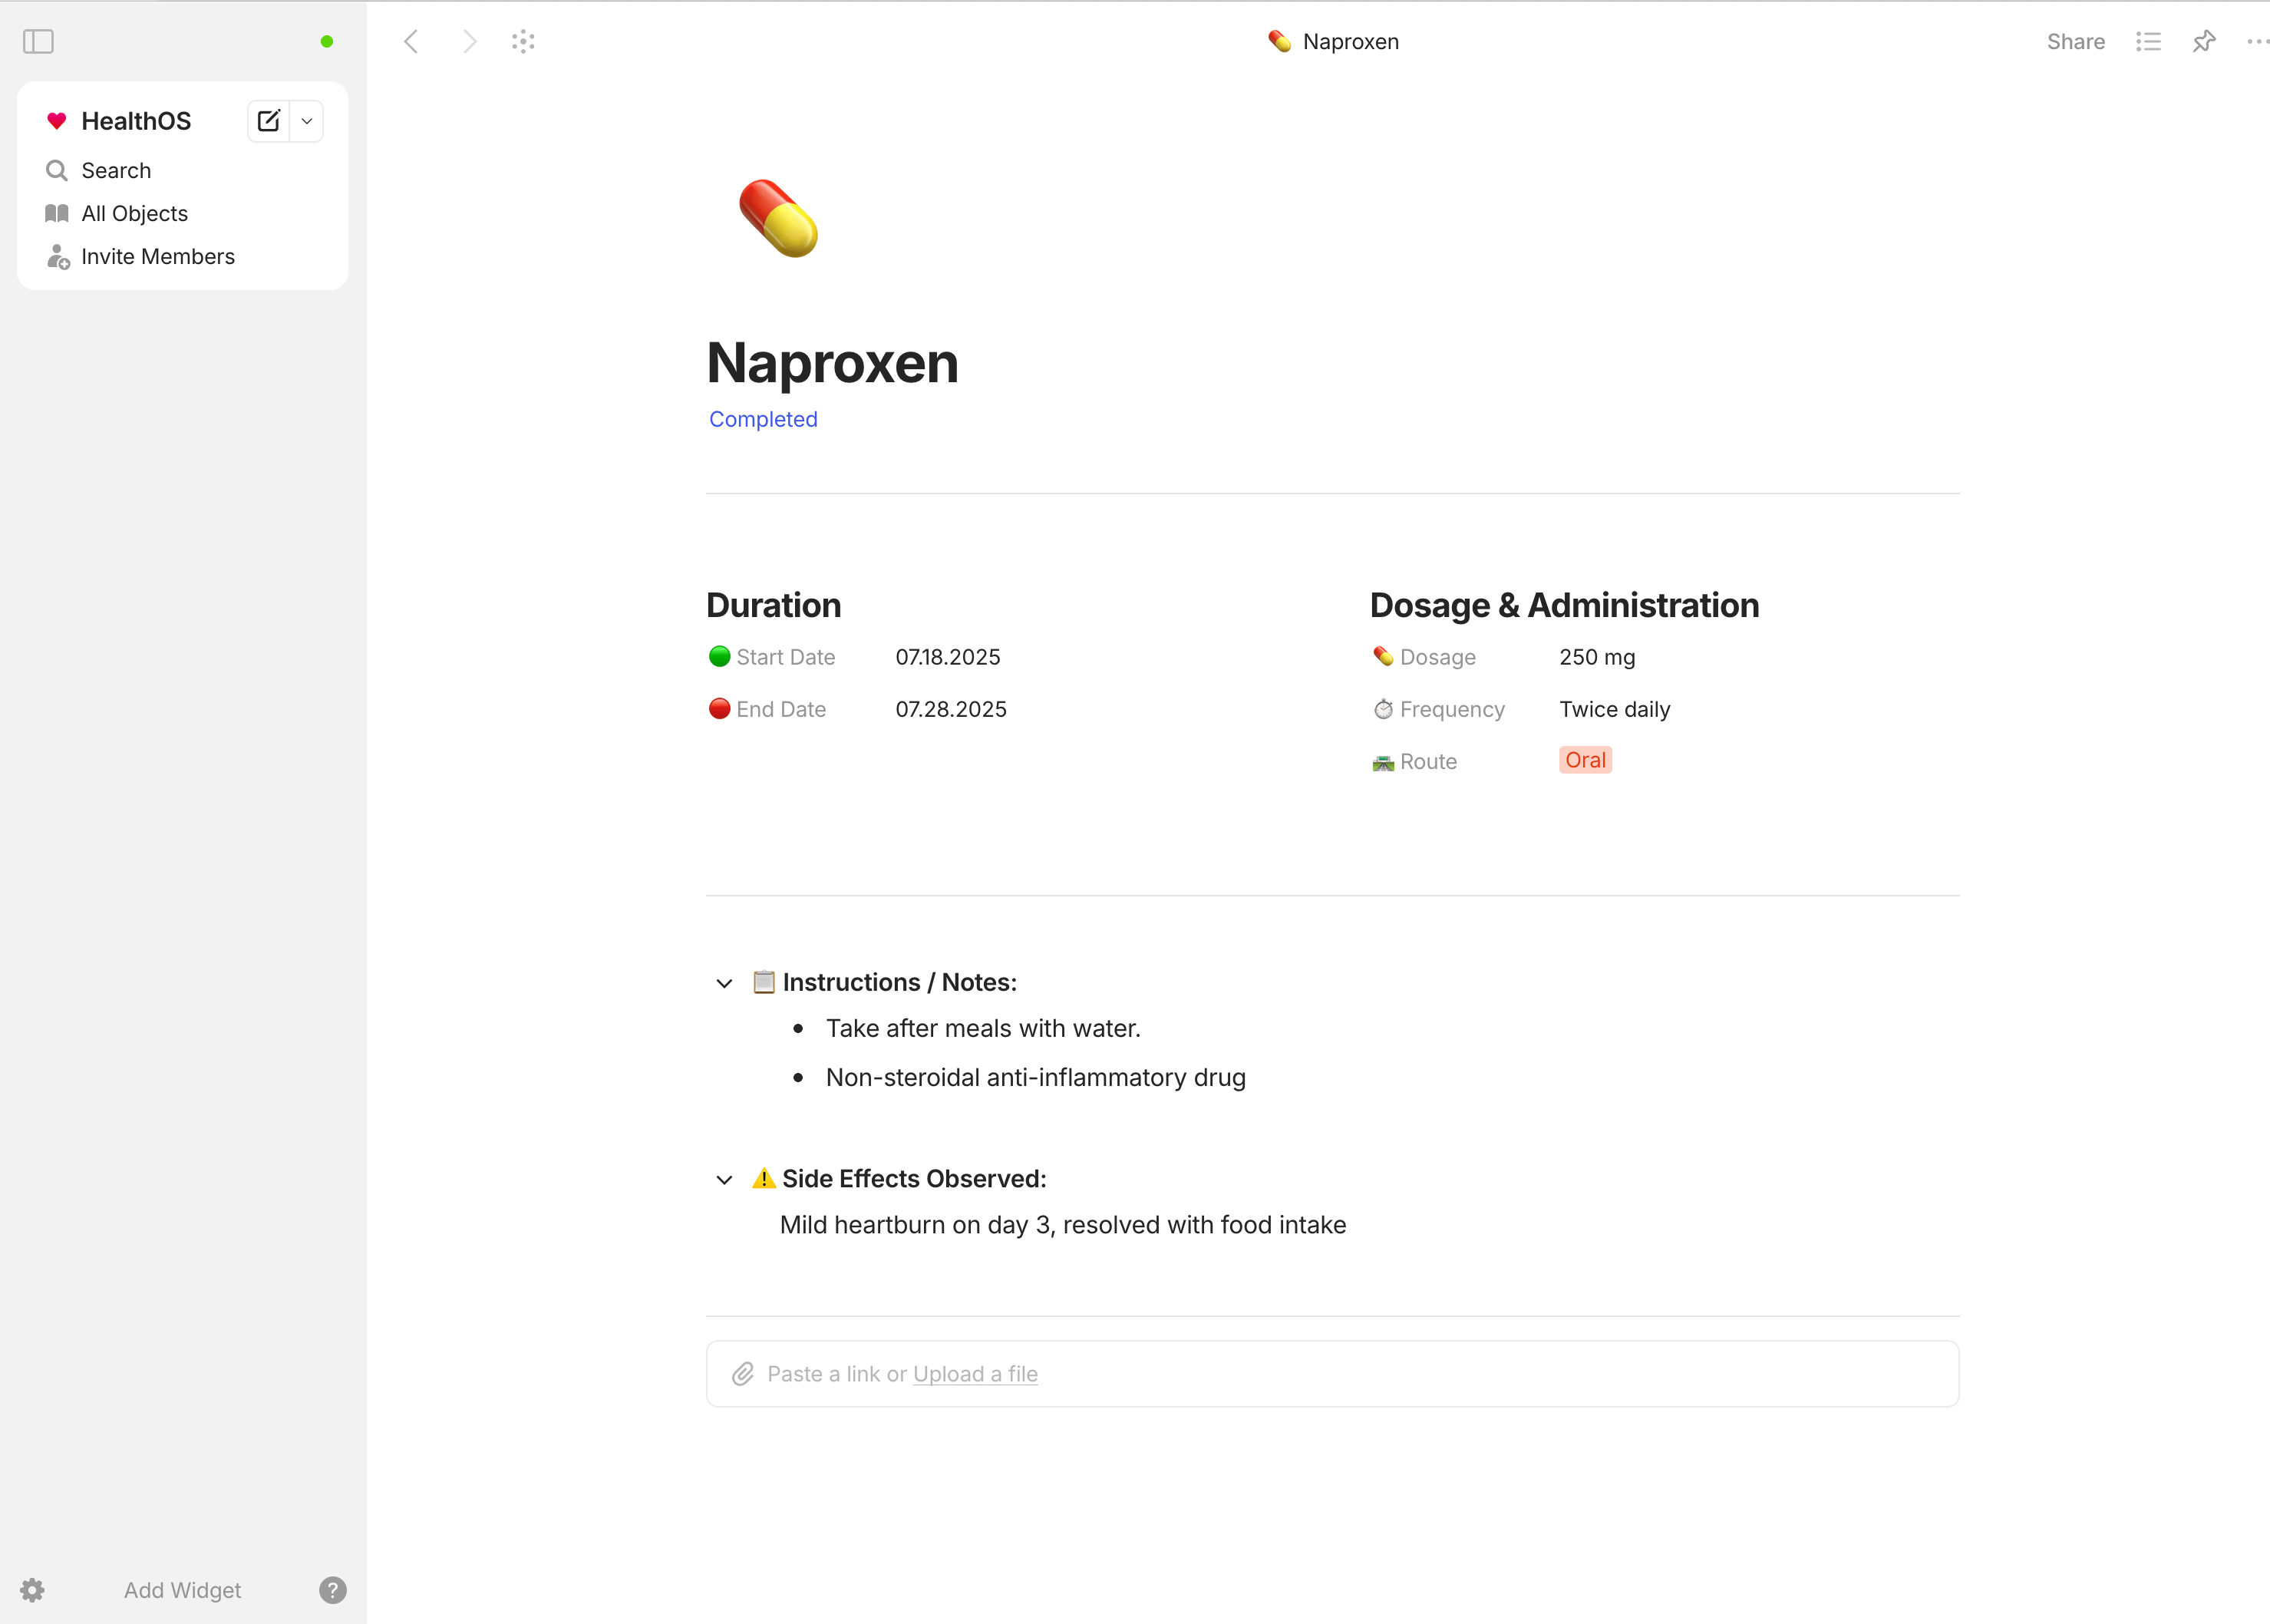 Naproxen
Share
HealthOS
Search
All Objects
Invite Members
Naproxen
Completed
Duration
Start Date 07.18.2025
End Date 07.28.2025
Dosage & Administration
Dosage 250 mg
Frequency Twice daily
Route Oral
Instructions / Notes:
Take after meals with water.
Non-steroidal anti-inflammatory drug
Side Effects Observed:
Mild heartburn on day 3, resolved with food intake
Paste a link or Upload a file
Add Widget
?